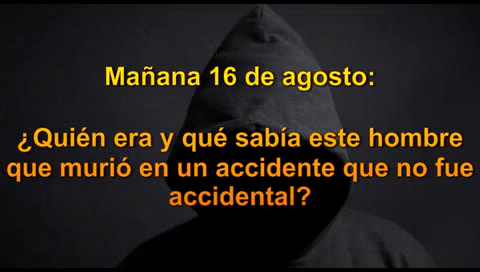 Mañana 16 de agosto:
¿Quién era y qué sabía este hombre
que murió en un accidente que no fue
accidental?